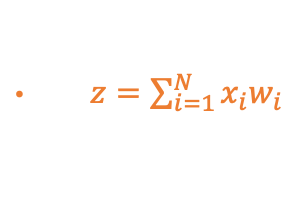 • z = ∑_{i=1}^{N} x_i w_i